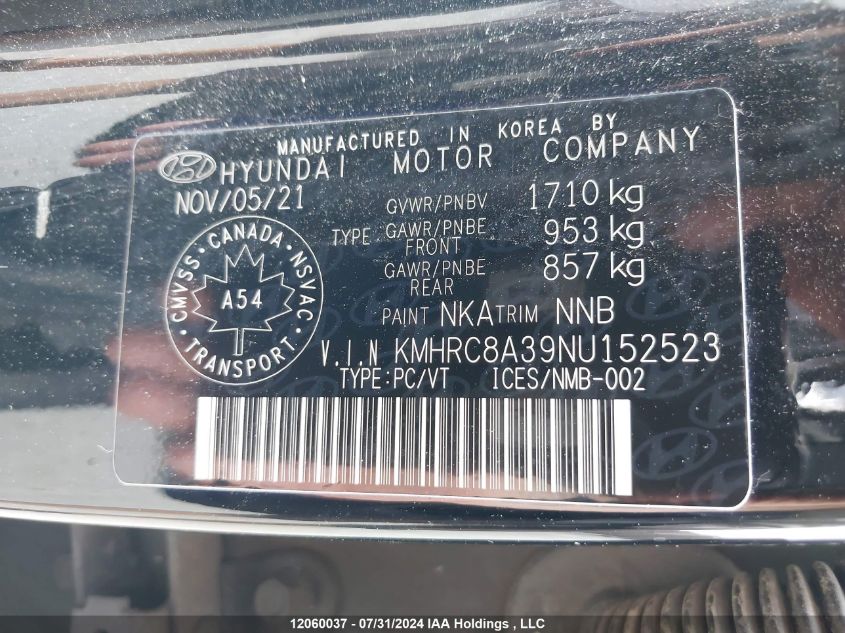 MANUFACTURED IN KOREA BY
HYUNDAI MOTOR COMPANY
NOV/05/21
GVWR/PNBV 1710 kg
TYPE GAWR/PNBE FRONT 953 kg
GAWR/PNBE REAR 857 kg
PAINT NKA TRIM NNB
CMVSS · CANADA · NSVAC · TRANSPORT ·
A54
V.I.N KMHRC8A39NU152523
TYPE:PC/VT ICES/NMB-002
12060037 - 07/31/2024 IAA Holdings , LLC